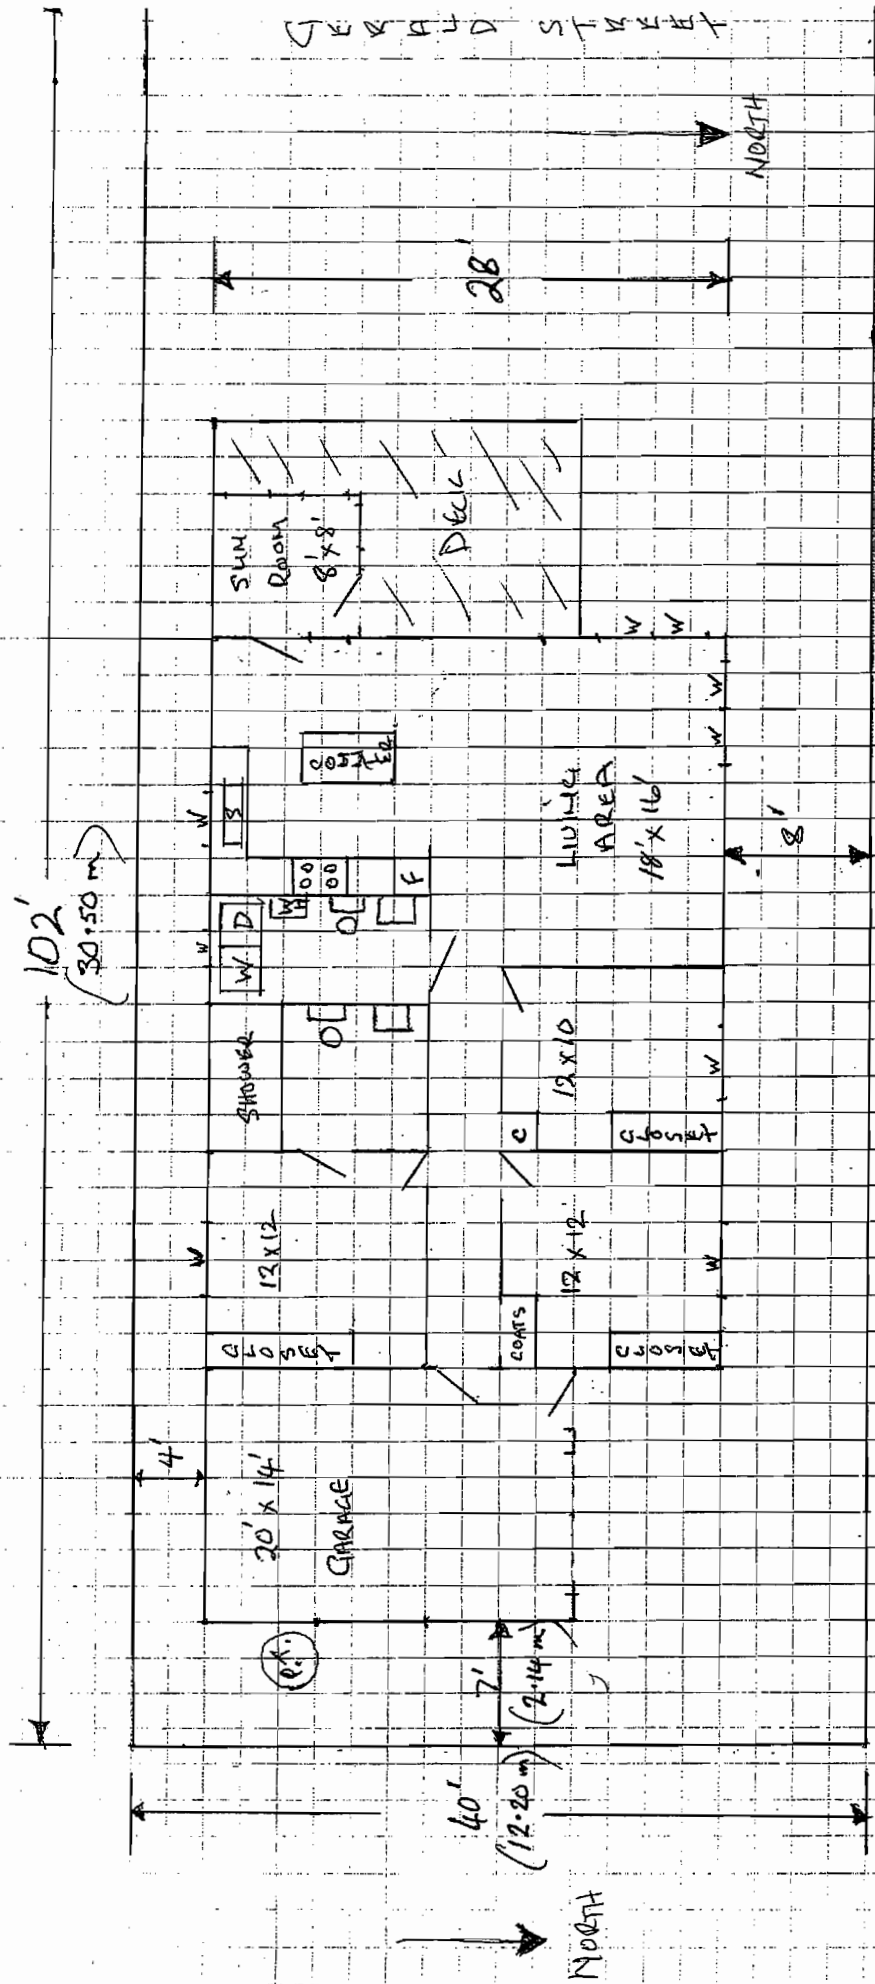 GERALD STREET
NORTH
28'
SUN
ROOM
8'x8'
DECK
102'
(30.50 m)
W
W
W
W
W
S
COUNTER
LIVING
AREA
18'x16'
8'
F
W D
W
WH
SHOWER
12x10
C
CLOSET
W
12x12
W
CLOSET
12x12
W
COATS
CLOSET
4'
20'x14'
GARAGE
P.T.
7'
(2.14 m)
40'
(12.20 m)
NORTH